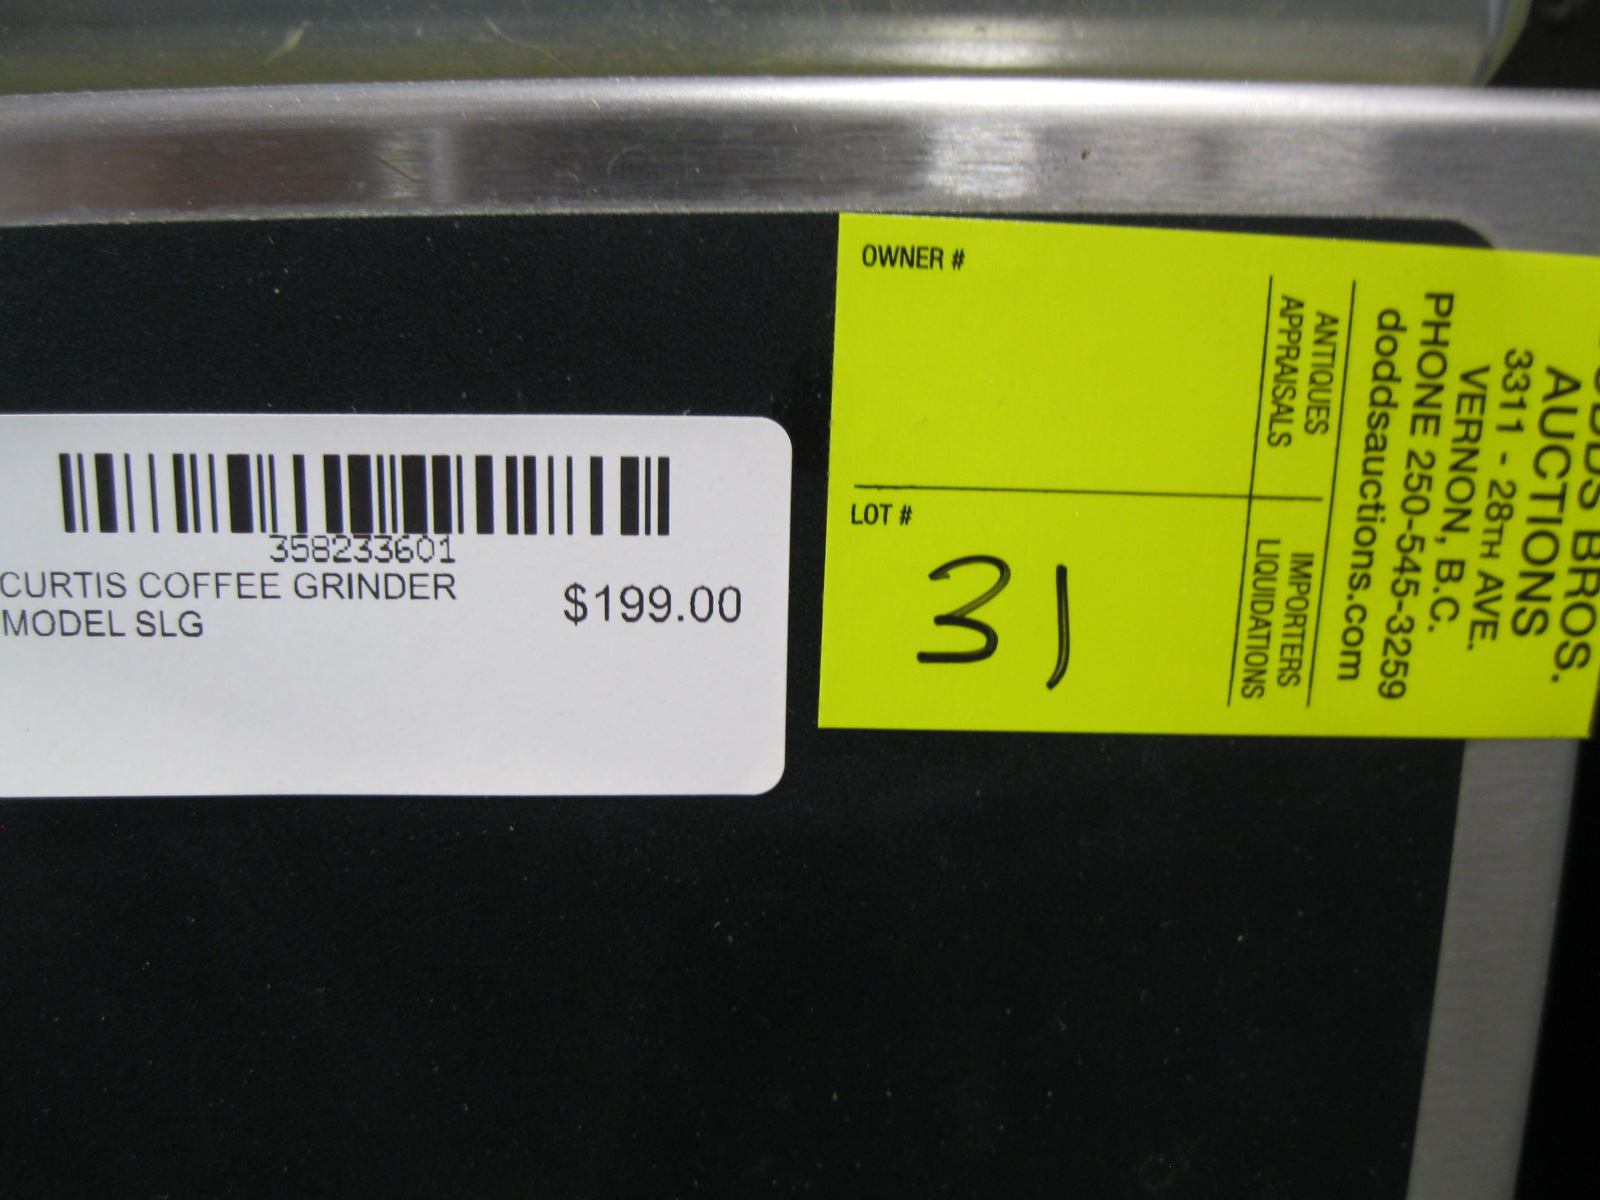 358233601
CURTIS COFFEE GRINDER
MODEL SLG
$199.00
OWNER #
LOT #
31
ANTIQUES
APPRAISALS
IMPORTERS
LIQUIDATIONS
BROS.
AUCTIONS
3311 - 28TH AVE.
VERNON, B.C.
PHONE 250-545-3259
doddsauctions.com